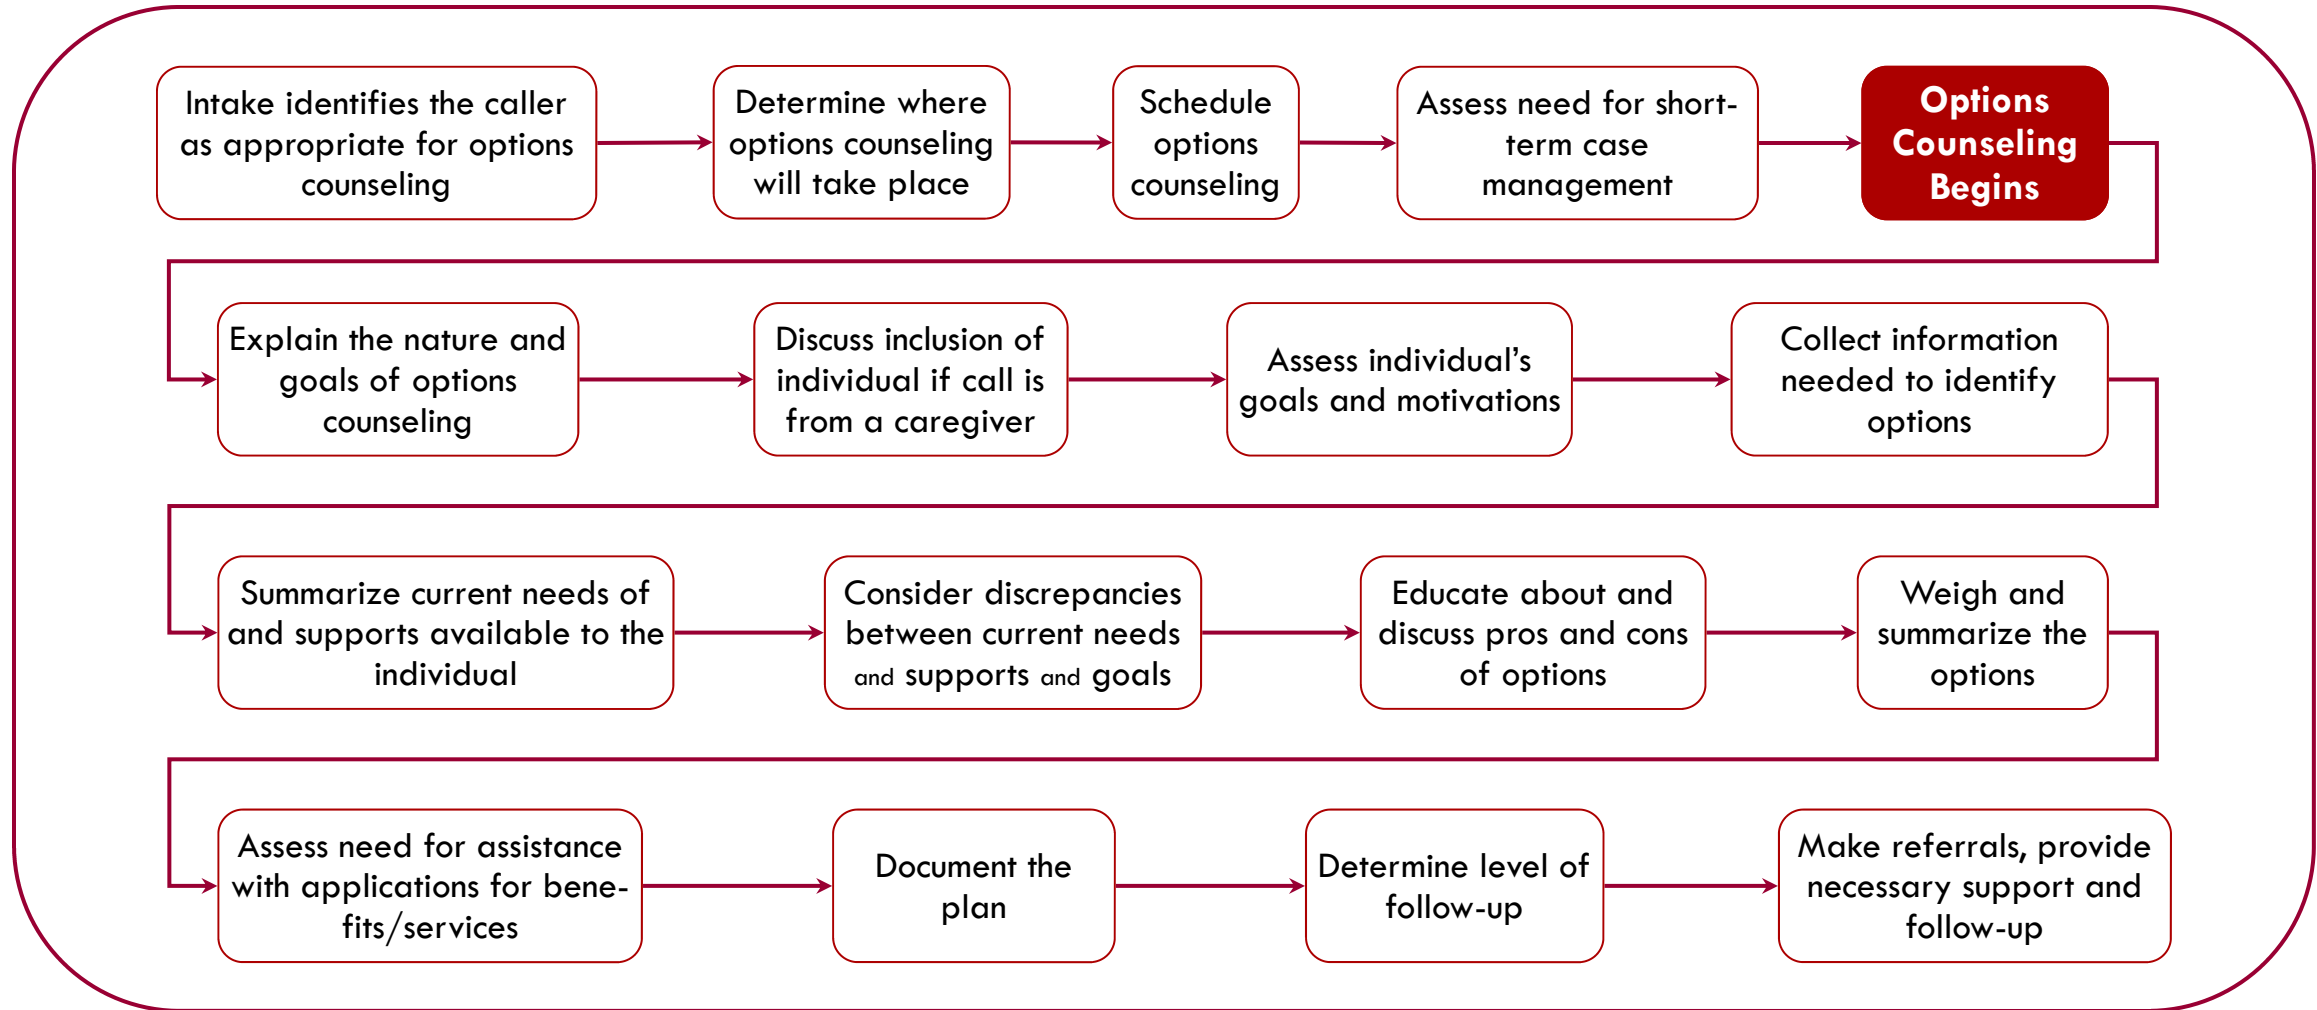 Intake identifies the caller
as appropriate for options
counseling
Determine where
options counseling
will take place
Schedule
options
counseling
Assess need for short-
term case
management
Options
Counseling
Begins
Explain the nature and
goals of options
counseling
Discuss inclusion of
individual if call is
from a caregiver
Assess individual’s
goals and motivations
Collect information
needed to identify
options
Summarize current needs of
and supports available to the
individual
Consider discrepancies
between current needs
and supports and goals
Educate about and
discuss pros and cons
of options
Weigh and
summarize the
options
Assess need for assistance
with applications for bene-
fits/services
Document the
plan
Determine level of
follow-up
Make referrals, provide
necessary support and
follow-up